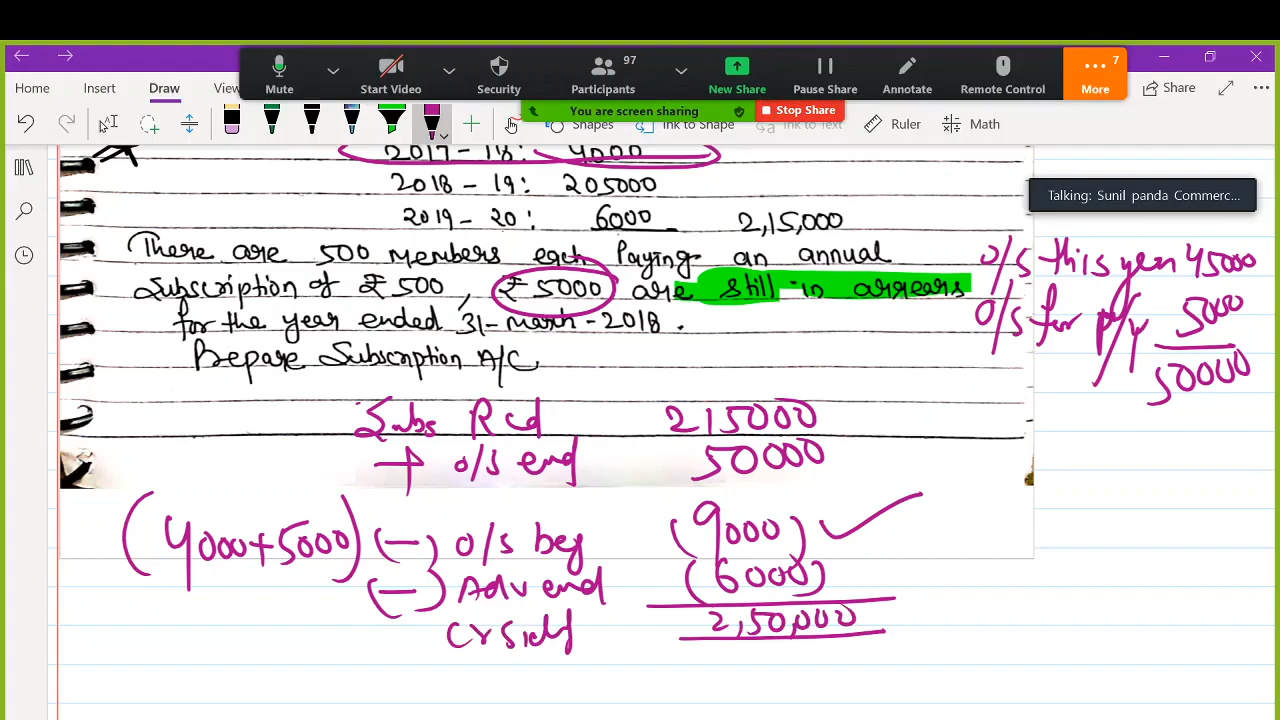 97
7
Mute
Start Video
Security
Participants
New Share
Pause Share
Annotate
Remote Control
More
You are screen sharing
Stop Share
Home
Insert
Draw
View
Share
Shapes
Ink to Shape
Ink to Text
Ruler
Math
Talking: Sunil panda Commerc...
2017-18: 4000
2018-19: 205000
2019-20: 6000 2,15,000
There are 500 members each Paying an annual
Subscription of ₹500, ₹5000 are still in arrears
for the year ended 31-march-2018.
Prepare Subscription A/C
O/S this year 45000
O/S for p/y 5000
50000
Subs Rcd 215000
+ O/S end 50000
(4000+5000) (-) O/S beg (9000)
(-) Adv end (6000)
Cr Side 2,50,000